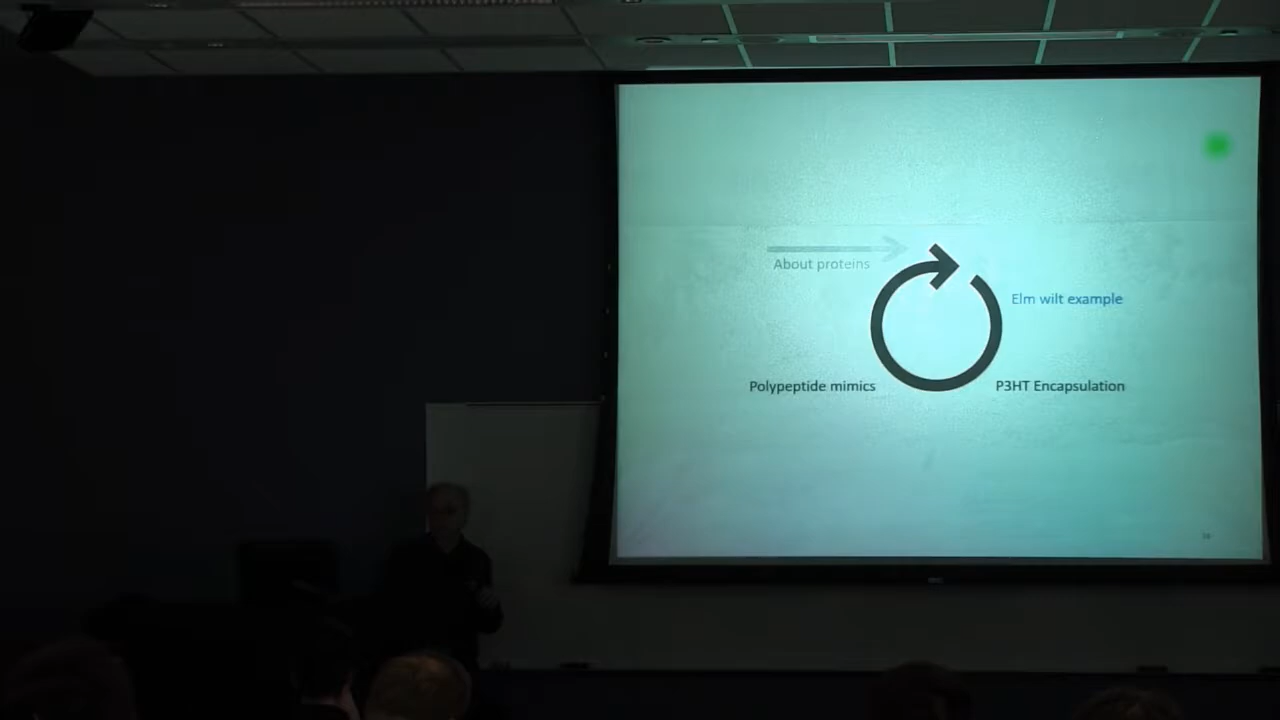 About proteins
Elm wilt example
Polypeptide mimics
P3HT Encapsulation